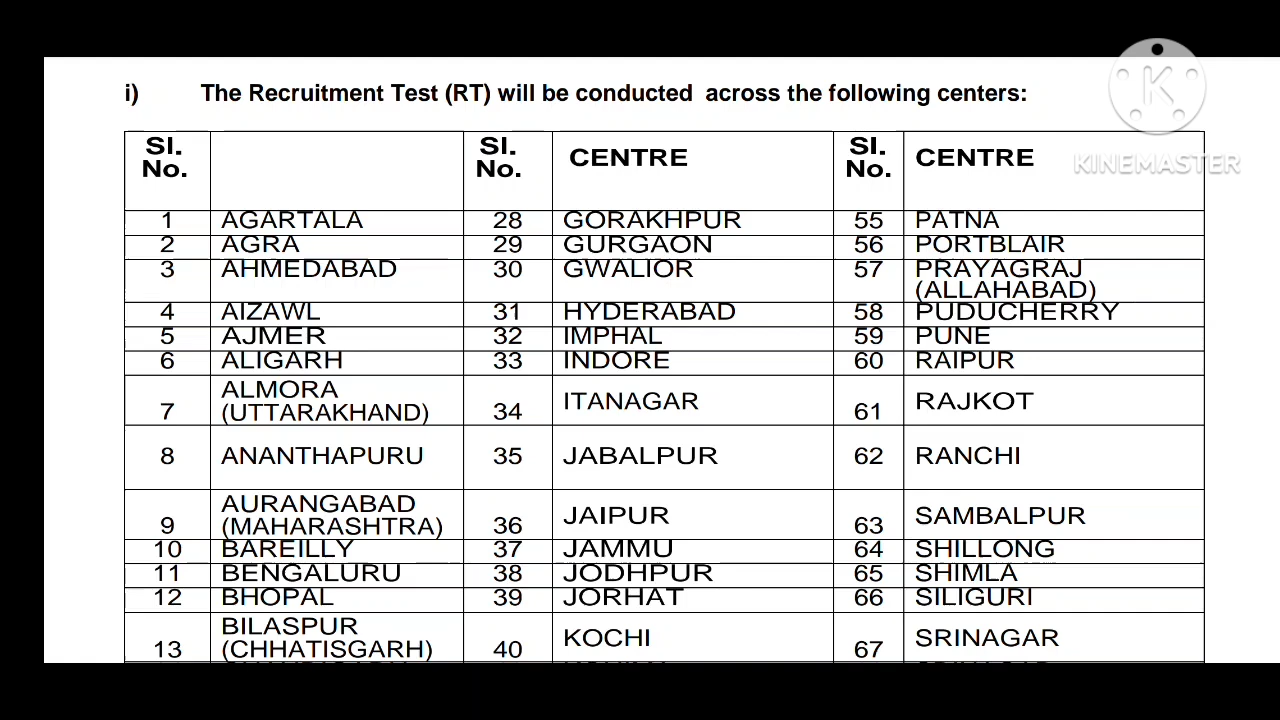 i) The Recruitment Test (RT) will be conducted across the following centers:
SI. No. SI. No. CENTRE SI. No. CENTRE
1 AGARTALA 28 GORAKHPUR 55 PATNA
2 AGRA 29 GURGAON 56 PORTBLAIR
3 AHMEDABAD 30 GWALIOR 57 PRAYAGRAJ (ALLAHABAD)
4 AIZAWL 31 HYDERABAD 58 PUDUCHERRY
5 AJMER 32 IMPHAL 59 PUNE
6 ALIGARH 33 INDORE 60 RAIPUR
7 ALMORA (UTTARAKHAND) 34 ITANAGAR 61 RAJKOT
8 ANANTHAPURU 35 JABALPUR 62 RANCHI
9 AURANGABAD (MAHARASHTRA) 36 JAIPUR 63 SAMBALPUR
10 BAREILLY 37 JAMMU 64 SHILLONG
11 BENGALURU 38 JODHPUR 65 SHIMLA
12 BHOPAL 39 JORHAT 66 SILIGURI
13 BILASPUR (CHHATISGARH) 40 KOCHI 67 SRINAGAR
K
KINEMASTER